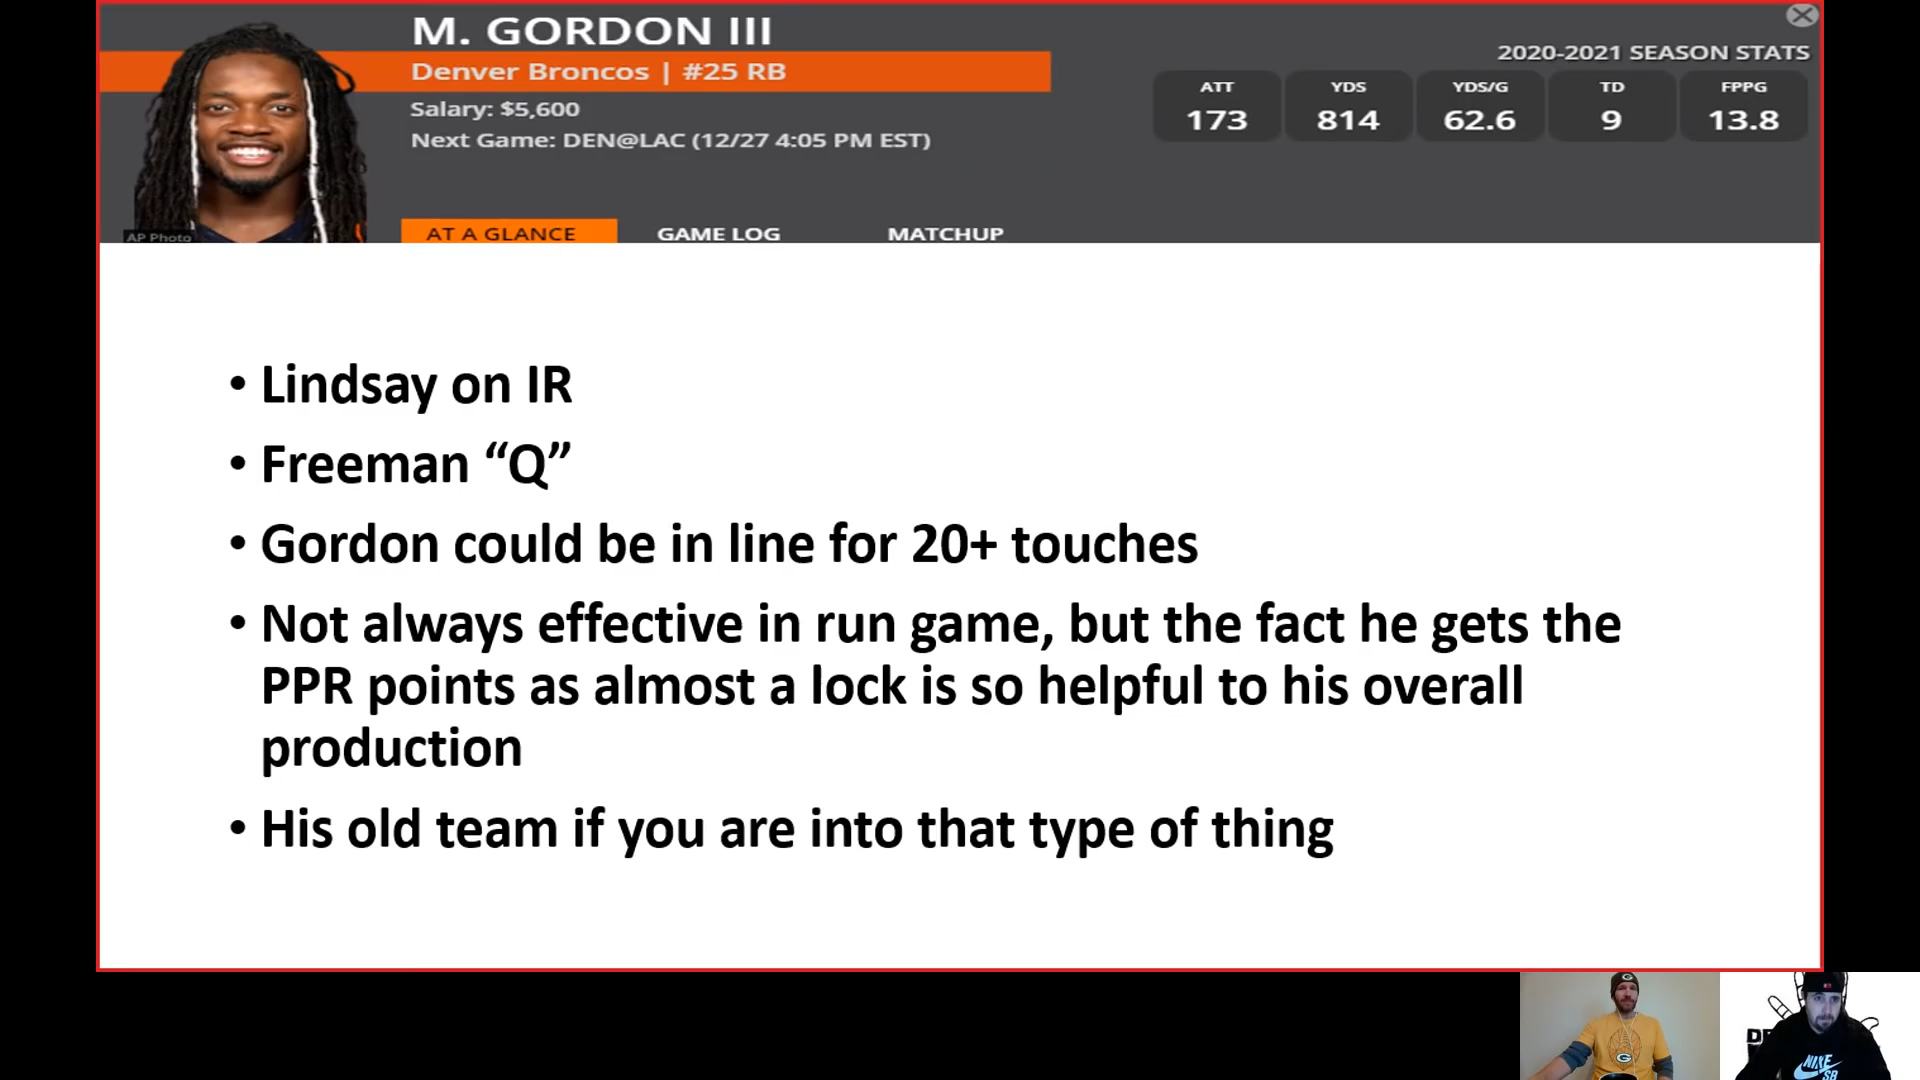 M. GORDON III
Denver Broncos | #25 RB
Salary: $5,600
Next Game: DEN@LAC (12/27 4:05 PM EST)
2020-2021 SEASON STATS
ATT YDS YDS/G TD FPPG
173 814 62.6 9 13.8
AP Photo
AT A GLANCE GAME LOG MATCHUP
• Lindsay on IR
• Freeman “Q”
• Gordon could be in line for 20+ touches
• Not always effective in run game, but the fact he gets the
PPR points as almost a lock is so helpful to his overall
production
• His old team if you are into that type of thing
G
G
NIKE
SB